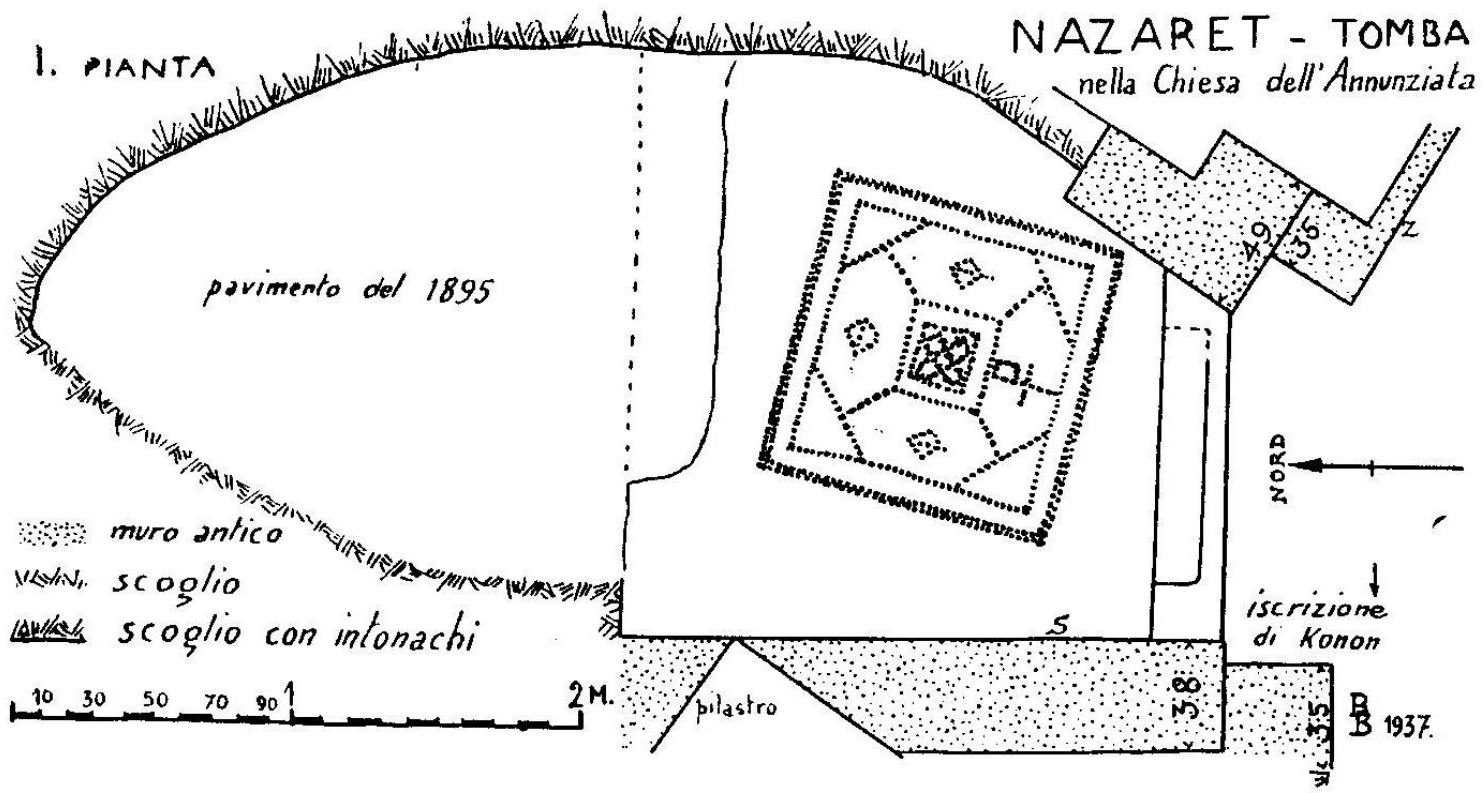 NAZARET - TOMBA
nella Chiesa dell'Annunziata
1. PIANTA
pavimento del 1895
49
35
Z
NORD
muro antico
scoglio
scoglio con intonachi
iscrizione
di Konon
S
10 30 50 70 90 1 2 M.
pilastro
38
35
B
B 1937.